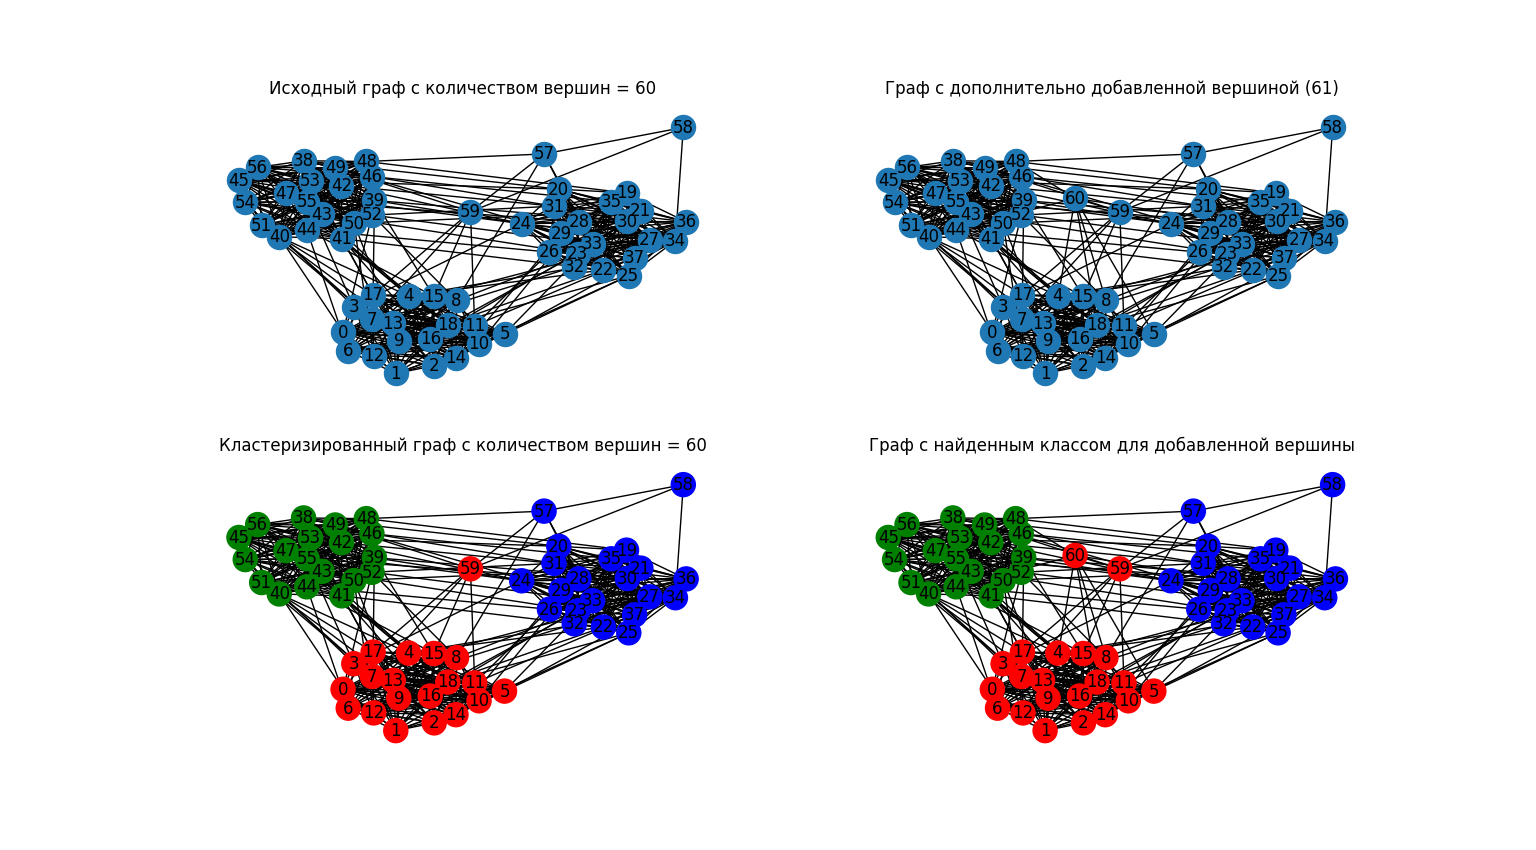 Исходный граф с количеством вершин = 60
58
57
56 38 49 48
45 53 42 46
47 20 19
54 55 39 31 35 21
43 52 59
51 44 50 24 28 30 36
40 41 29 33 27 34
26 23 37
32 22 25
17 4 15 8
3
7 13 18 11
0 9 16 10 5
6 12 14
1 2
Граф с дополнительно добавленной вершиной (61)
58
57
56 38 49 48
45 53 42 46
47 20 19
54 55 39 60 31 35 21
43 52 59
51 44 50 24 28 30 36
40 41 29 33 27 34
26 23 37
32 22 25
17 4 15 8
3
7 13 18 11
0 9 16 10 5
6 12 14
1 2
Кластеризированный граф с количеством вершин = 60
58
57
56 38 49 48
45 53 42 46
47 20 19
54 55 39 31 35 21
43 52 59
51 44 50 24 28 30 36
40 41 29 33 27 34
26 23 37
32 22 25
17 4 15 8
3
7 13 18 11
0 9 16 10 5
6 12 14
1 2
Граф с найденным классом для добавленной вершины
58
57
56 38 49 48
45 53 42 46
47 20 19
54 55 39 60 31 35 21
43 52 59
51 44 50 24 28 30 36
40 41 29 33 27 34
26 23 37
32 22 25
17 4 15 8
3
7 13 18 11
0 9 16 10 5
6 12 14
1 2